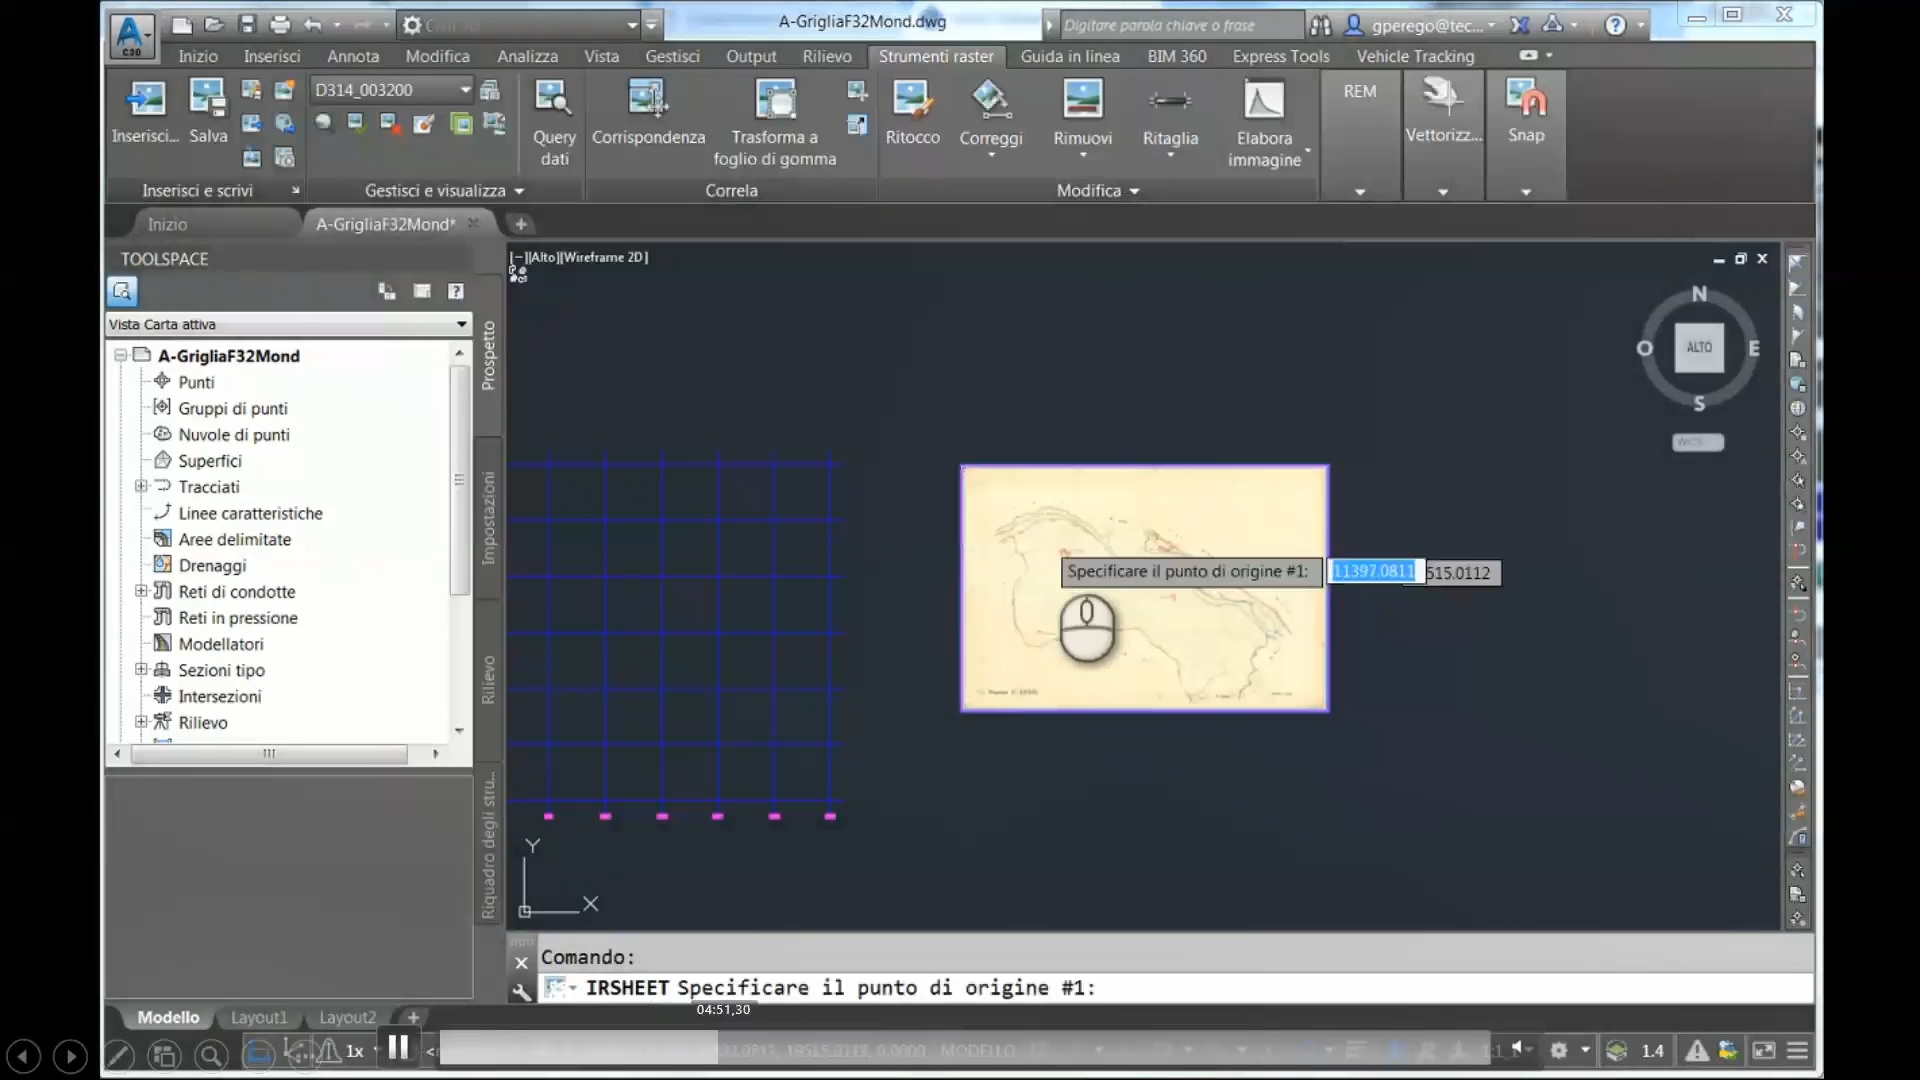 A-GrigliaF32Mond.dwg
Digitare parola chiave o frase
gperego@tec...
C3D
Inizio Inserisci Annota Modifica Analizza Vista Gestisci Output Rilievo Strumenti raster Guida in linea BIM 360 Express Tools Vehicle Tracking
D314_003200
REM
Inserisci... Salva
Query
dati
Corrispondenza
Trasforma a
foglio di gomma
Ritocco Correggi Rimuovi Ritaglia
Elabora
immagine
Vettorizz... Snap
Inserisci e scrivi Gestisci e visualizza Correla Modifica
Inizio A-GrigliaF32Mond*
TOOLSPACE
[−][Alto][Wireframe 2D]
Vista Carta attiva
A-GrigliaF32Mond
Punti
Gruppi di punti
Nuvole di punti
Superfici
Tracciati
Linee caratteristiche
Aree delimitate
Drenaggi
Reti di condotte
Reti in pressione
Modellatori
Sezioni tipo
Intersezioni
Rilievo
Prospetto
Impostazioni
Rilievo
Riquadro degli stru...
N
O ALTO E
S
WCS
Specificare il punto di origine #1: 11397.0811 515.0112
Y
X
Comando:
IRSHEET Specificare il punto di origine #1:
04:51,30
Modello Layout1 Layout2
1x
MODELLO
1.4